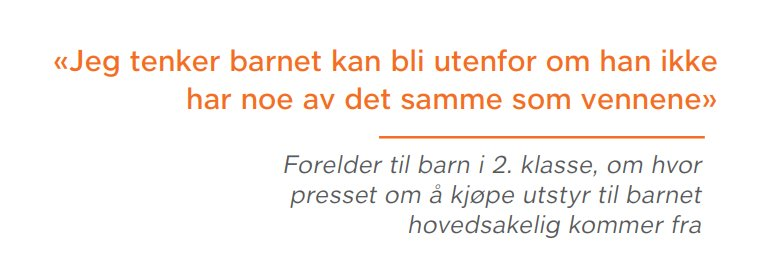 «Jeg tenker barnet kan bli utenfor om han ikke
har noe av det samme som vennene»
Forelder til barn i 2. klasse, om hvor
presset om å kjøpe utstyr til barnet
hovedsakelig kommer fra